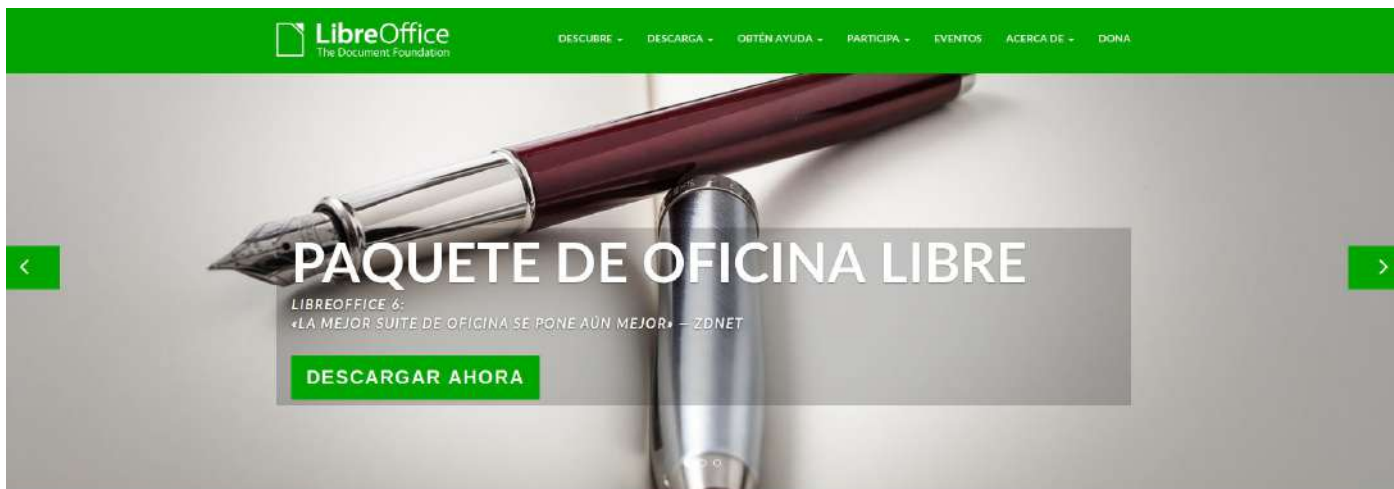 LibreOffice
The Document Foundation
DESCUBRE
DESCARGA
OBTÉN AYUDA
PARTICIPA
EVENTOS
ACERCA DE
DONA
PAQUETE DE OFICINA LIBRE
LIBREOFFICE 6:
«LA MEJOR SUITE DE OFICINA SE PONE AÚN MEJOR» — ZDNET
DESCARGAR AHORA